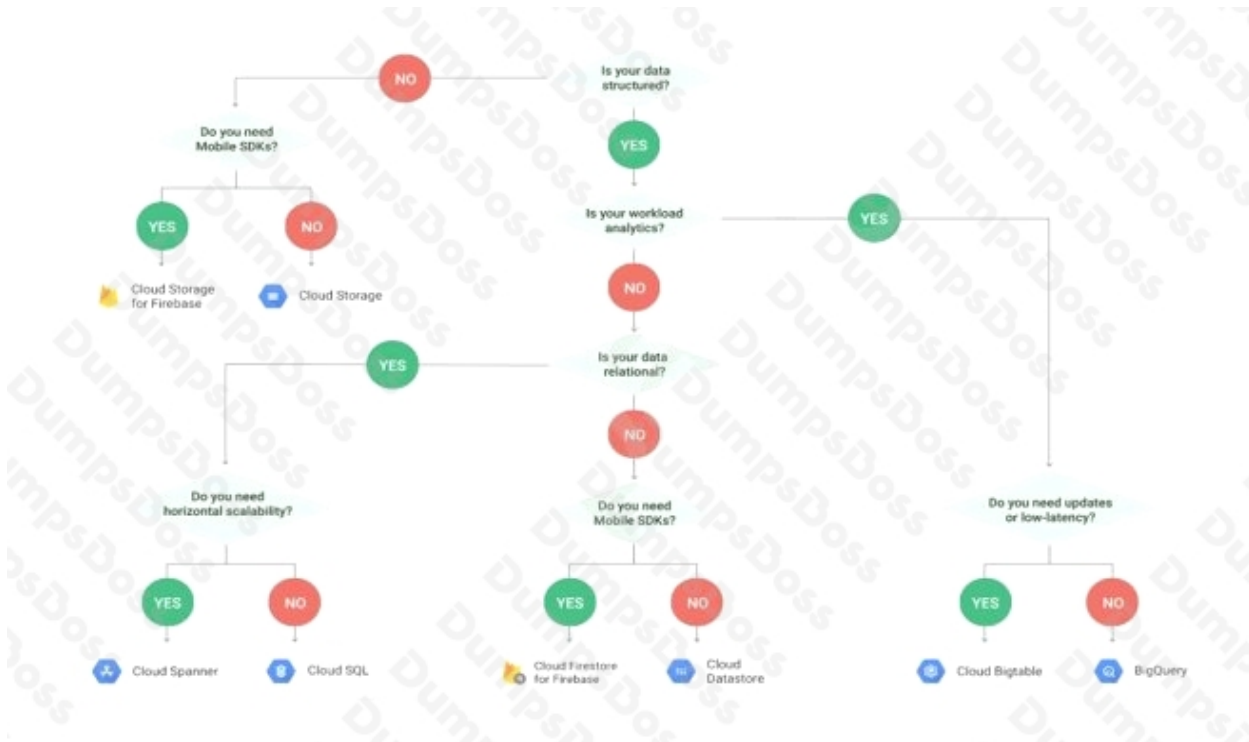 Is your data
structured?
NO
Do you need
Mobile SDKs?
YES
YES
NO
Cloud Storage
for Firebase
Cloud Storage
Is your workload
analytics?
YES
NO
Is your data
relational?
YES
NO
Do you need
horizontal scalability?
Do you need
Mobile SDKs?
Do you need updates
or low-latency?
YES
NO
YES
NO
YES
NO
Cloud Spanner
Cloud SQL
Cloud Firestore
for Firebase
Cloud
Datastore
Cloud Bigtable
BigQuery
DumpsDoss